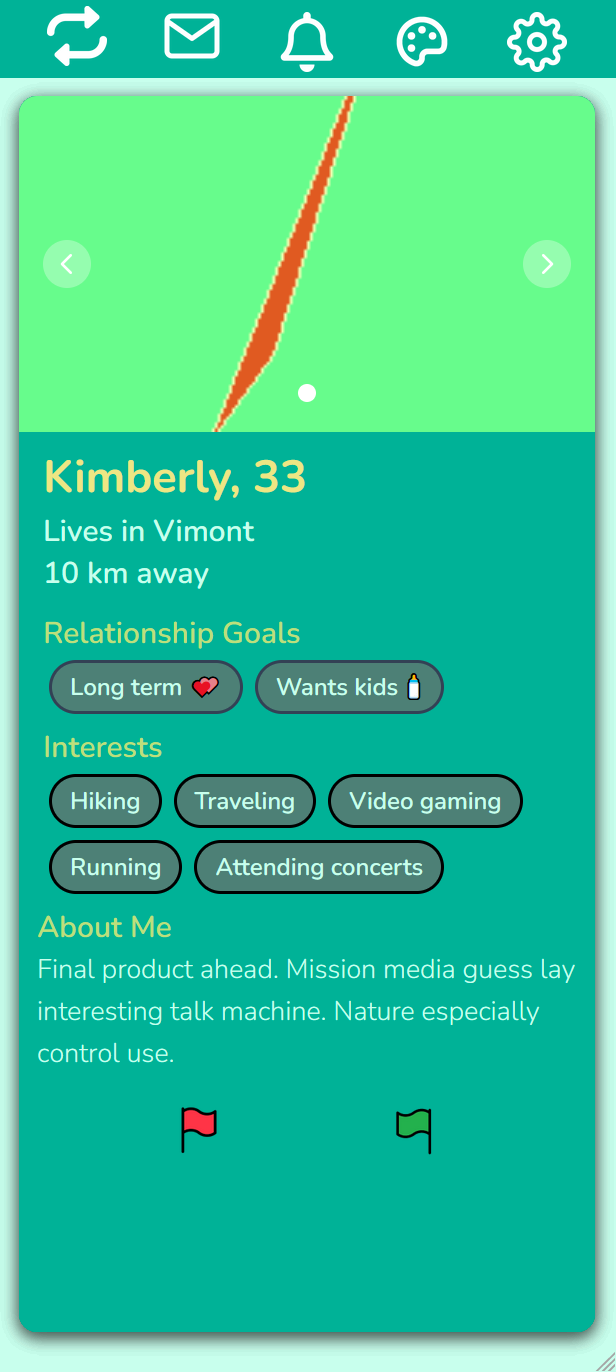 Kimberly, 33
Lives in Vimont
10 km away
Relationship Goals
Long term Wants kids
Interests
Hiking Traveling Video gaming
Running Attending concerts
About Me
Final product ahead. Mission media guess lay
interesting talk machine. Nature especially
control use.